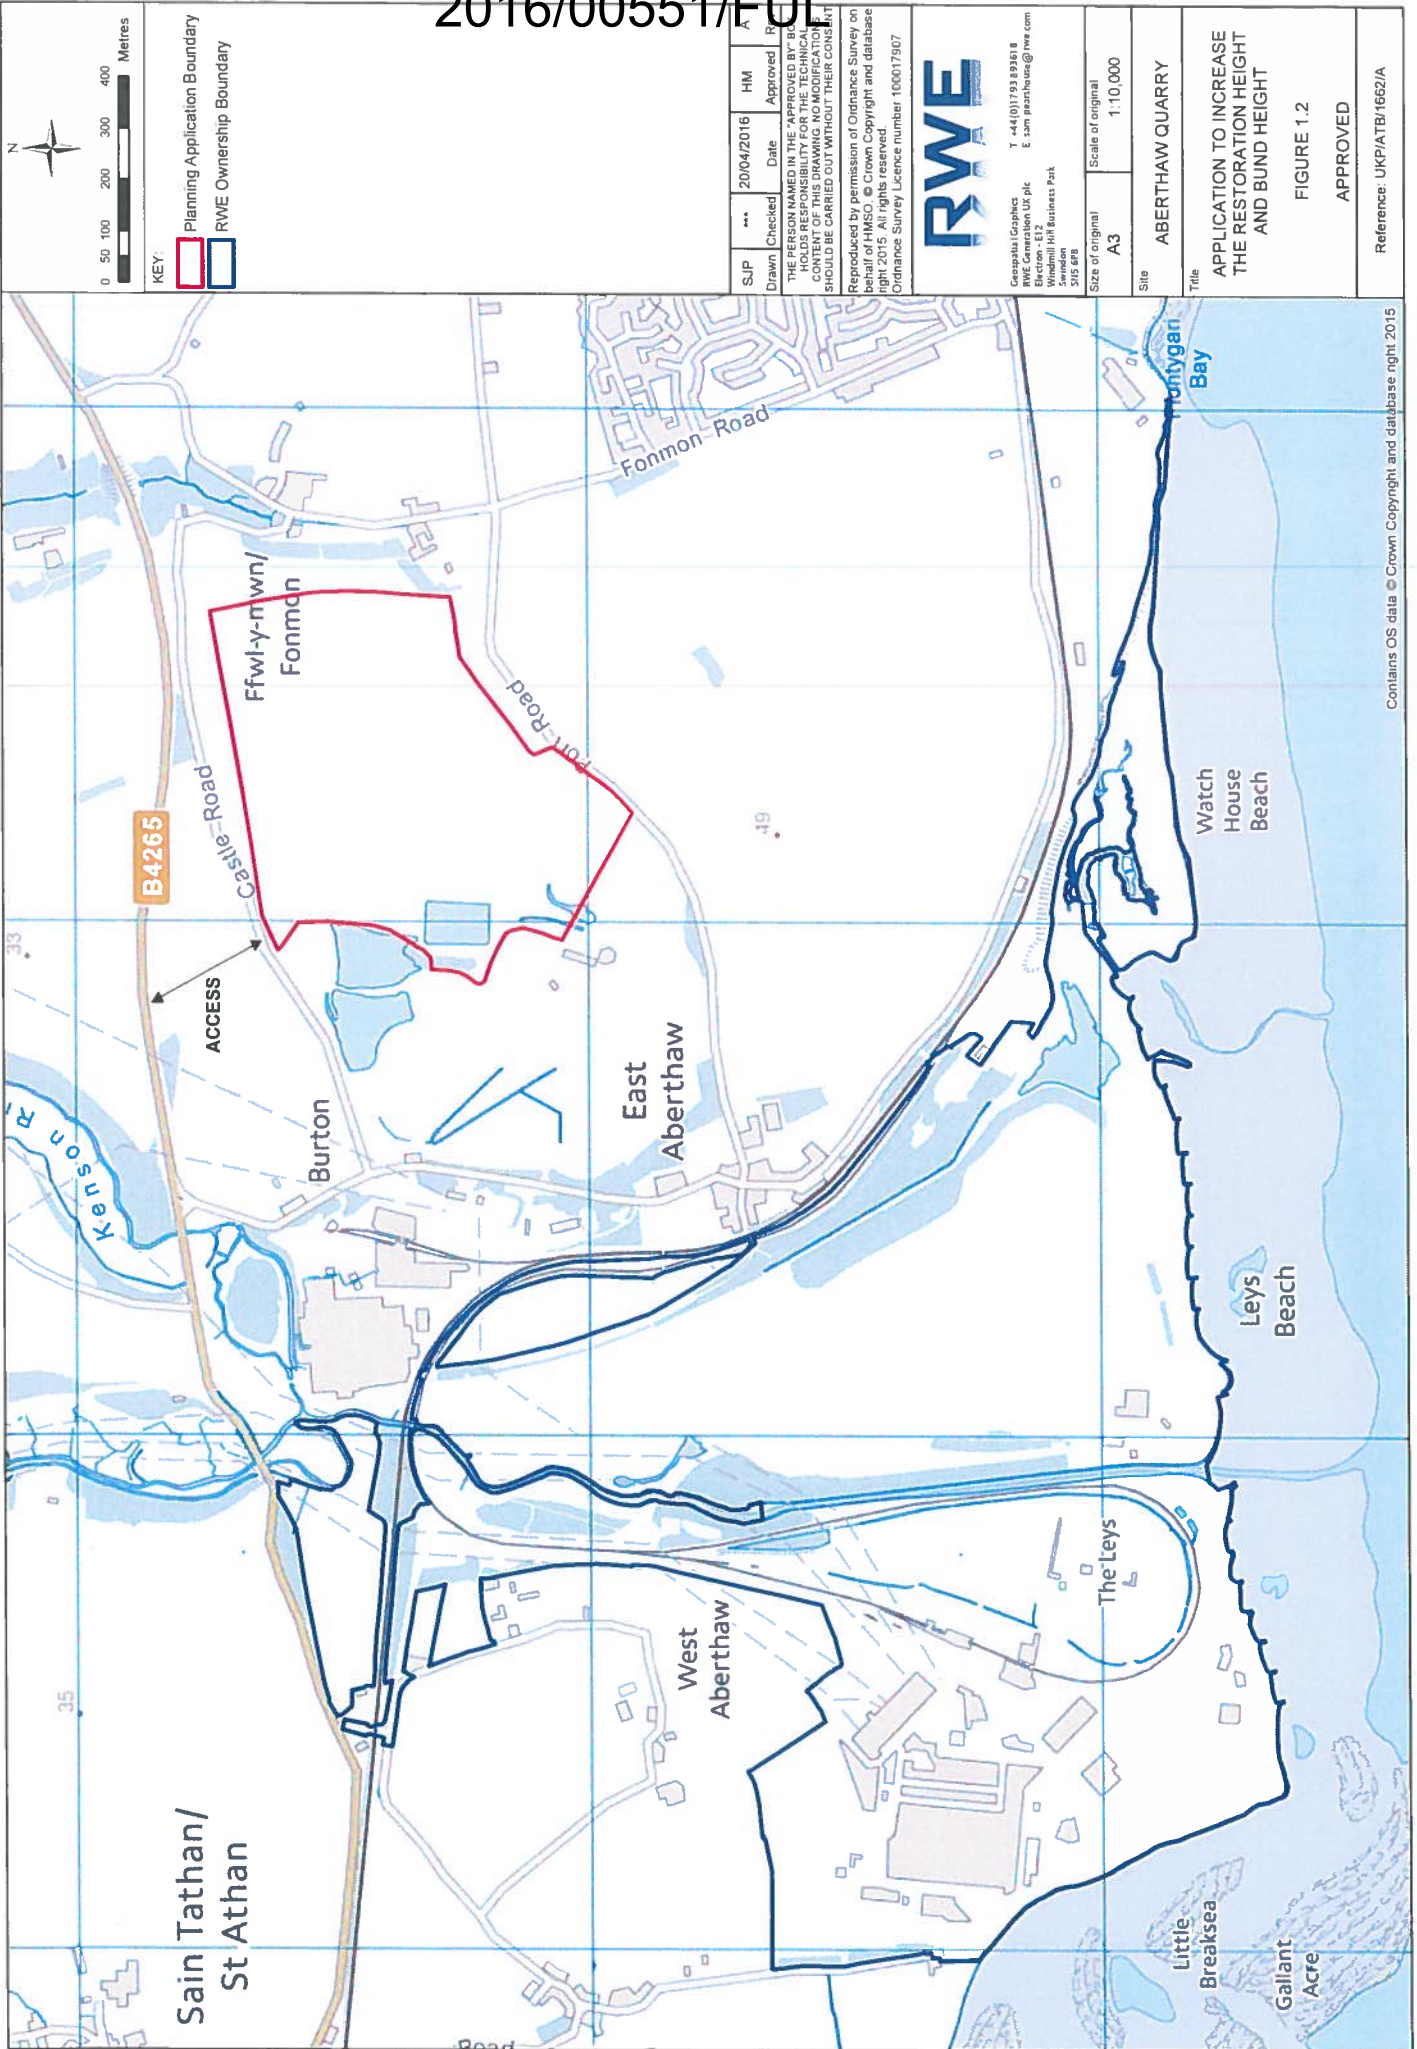 2016/00551/FUL
N
0 50 100 200 300 400
Metres
KEY:
Planning Application Boundary
RWE Ownership Boundary
SJP *** 20/04/2016 HM A
Drawn Checked Date Approved
THE PERSON NAMED IN THE "APPROVED BY"
HOLDS RESPONSIBILITY FOR THE TECHNICAL
CONTENT OF THIS DRAWING. NO MODIFICATIONS
SHOULD BE CARRIED OUT WITHOUT THEIR CONSENT
Reproduced by permission of Ordnance Survey on
behalf of HMSO. © Crown Copyright and database
right 2015. All rights reserved.
Ordnance Survey Licence number 100017907
RWE
Geospatial Graphics
RWE Generation UK plc
Electron - E12
Windmill Hill Business Park
Swindon
SN5 6PB
T +44(0)1793 893618
E sam.pearshouse@rwe.com
Size of original
A3
Scale of original
1:10,000
Site
ABERTHAW QUARRY
Title
APPLICATION TO INCREASE
THE RESTORATION HEIGHT
AND BUND HEIGHT
FIGURE 1.2
APPROVED
Reference: UKP/ATB/1662/A
Sain Tathan/
St Athan
35
33
B4265
Castle Road
ACCESS
Kenson
Burton
Ffwl-y-mwn/
Fonmon
Fonmon Road
Port Road
49
East
Aberthaw
West
Aberthaw
The Leys
Road
Little
Breaksea
Gallant
Acre
Leys
Beach
Watch
House
Beach
Bay
Contains OS data © Crown Copyright and database right 2015